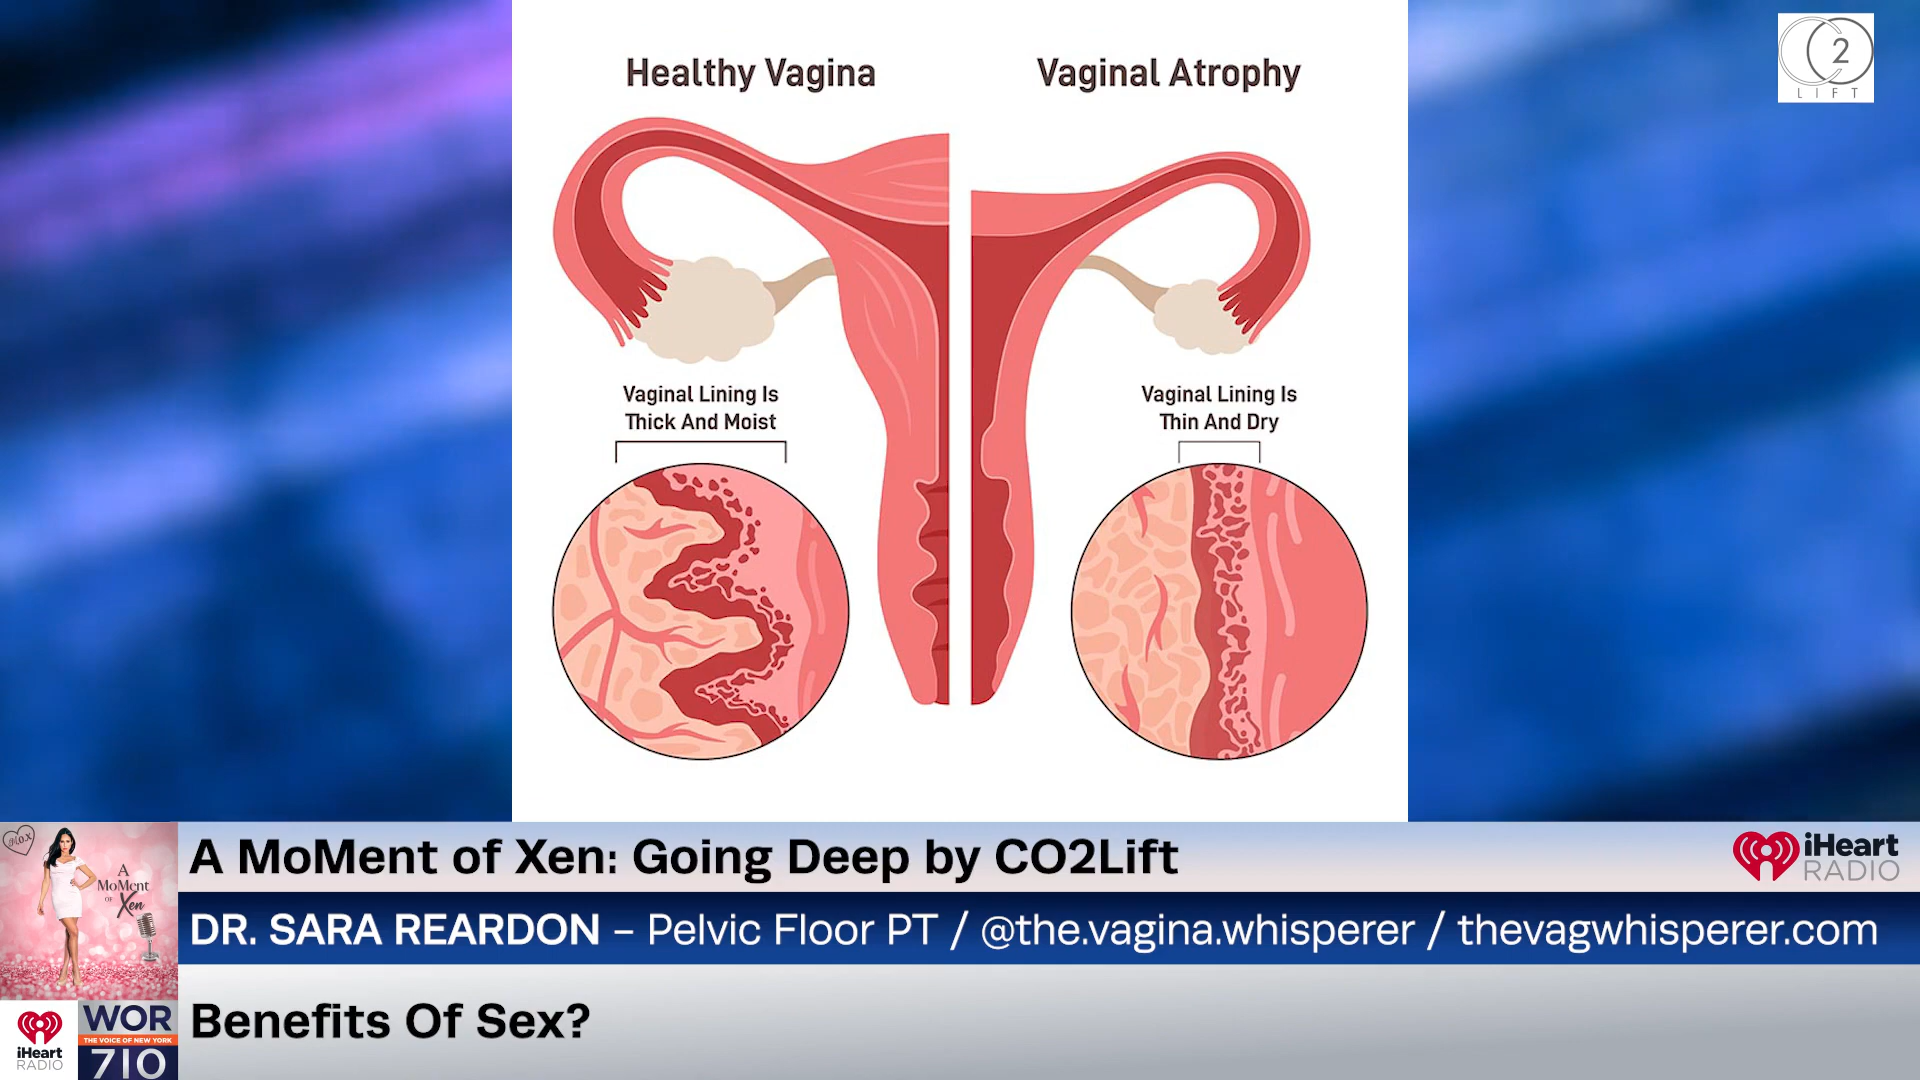 Healthy Vagina
Vaginal Atrophy
2
LIFT
Vaginal Lining Is
Thick And Moist
Vaginal Lining Is
Thin And Dry
A MoMent of Xen: Going Deep by CO2Lift
iHeart
RADIO
DR. SARA REARDON – Pelvic Floor PT / @the.vagina.whisperer / thevagwhisperer.com
M.o.X
A
MoMent
OF Xen
Benefits Of Sex?
iHeart
RADIO
WOR
THE VOICE OF NEW YORK
710